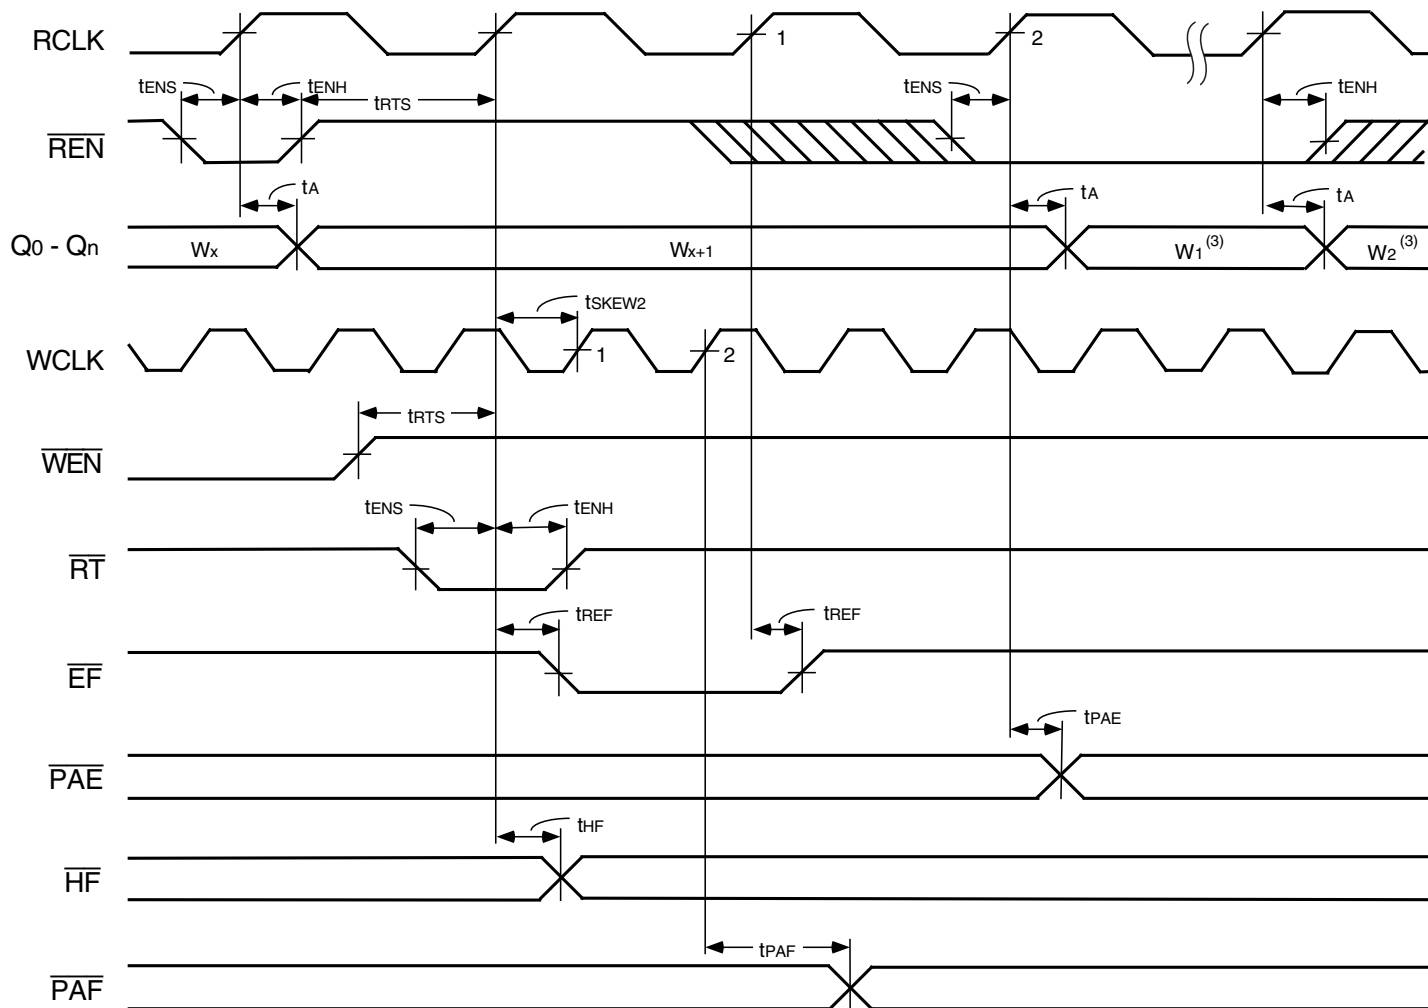 RCLK 1 2
tENS tENH tRTS tENS tENH
REN
tA tA tA
Q0 - Qn Wx Wx+1 W1(3) W2(3)
tSKEW2
WCLK 1 2
tRTS
WEN
tENS tENH
RT
tREF tREF
EF
tPAE
PAE
tHF
HF
tPAF
PAF